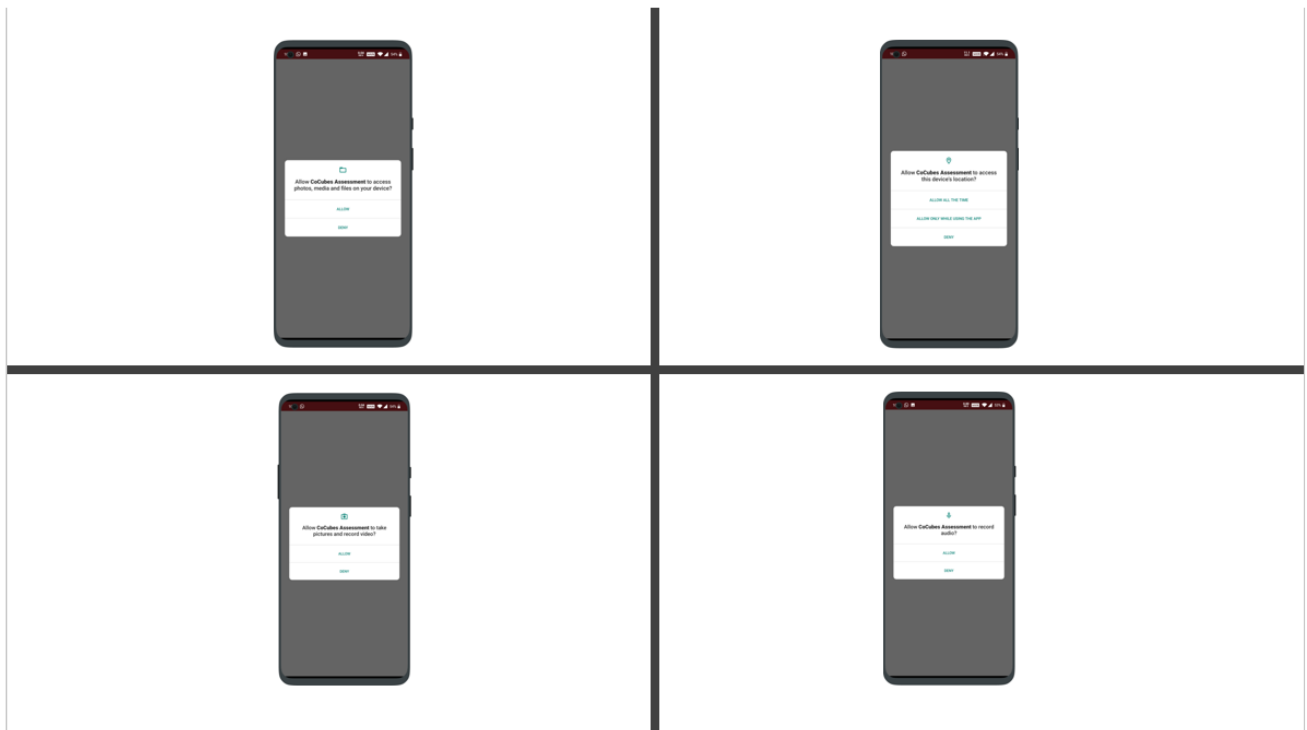 Allow CoCubes Assessment to access
photos, media and files on your device?
ALLOW
DENY
Allow CoCubes Assessment to access
this device's location?
ALLOW ALL THE TIME
ALLOW ONLY WHILE USING THE APP
DENY
Allow CoCubes Assessment to take
pictures and record video?
ALLOW
DENY
Allow CoCubes Assessment to record
audio?
ALLOW
DENY